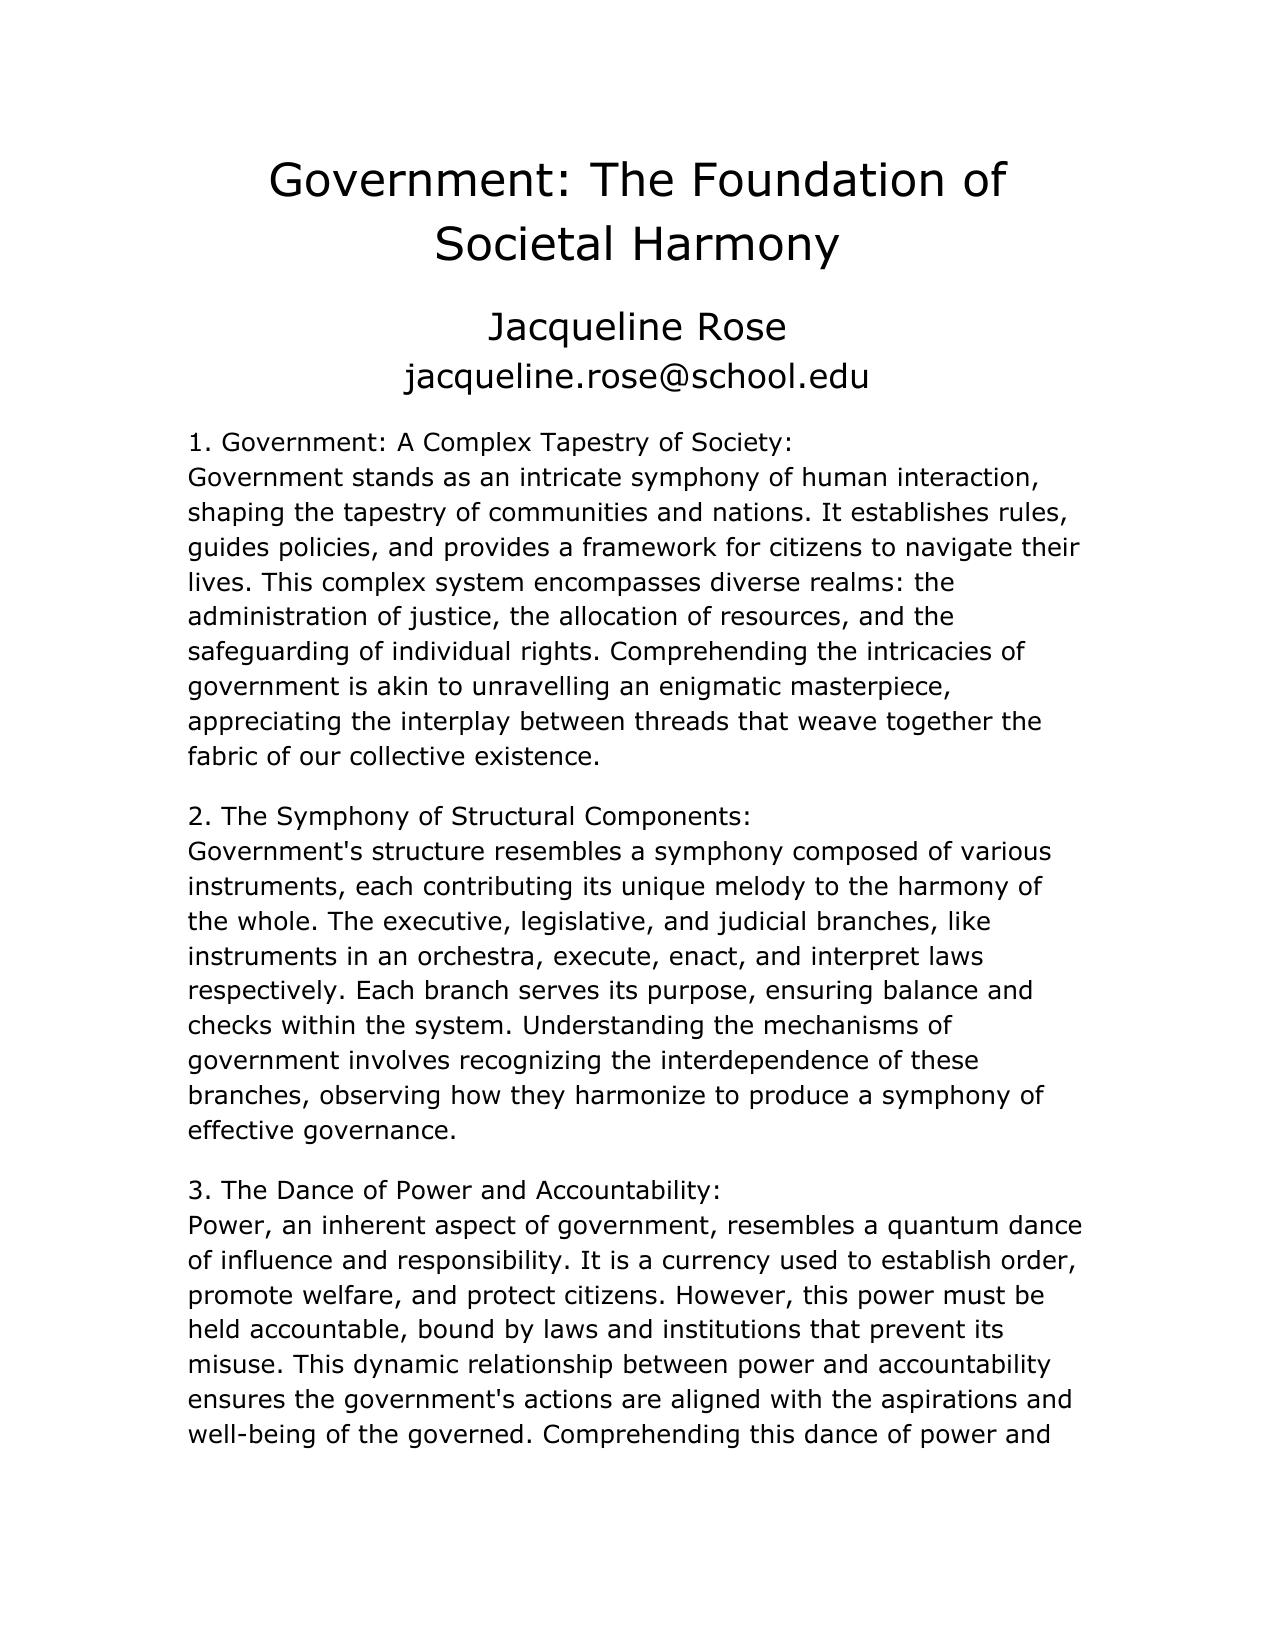 Government: The Foundation of
Societal Harmony
Jacqueline Rose
jacqueline.rose@school.edu
1. Government: A Complex Tapestry of Society:
Government stands as an intricate symphony of human interaction,
shaping the tapestry of communities and nations. It establishes rules,
guides policies, and provides a framework for citizens to navigate their
lives. This complex system encompasses diverse realms: the
administration of justice, the allocation of resources, and the
safeguarding of individual rights. Comprehending the intricacies of
government is akin to unravelling an enigmatic masterpiece,
appreciating the interplay between threads that weave together the
fabric of our collective existence.
2. The Symphony of Structural Components:
Government's structure resembles a symphony composed of various
instruments, each contributing its unique melody to the harmony of
the whole. The executive, legislative, and judicial branches, like
instruments in an orchestra, execute, enact, and interpret laws
respectively. Each branch serves its purpose, ensuring balance and
checks within the system. Understanding the mechanisms of
government involves recognizing the interdependence of these
branches, observing how they harmonize to produce a symphony of
effective governance.
3. The Dance of Power and Accountability:
Power, an inherent aspect of government, resembles a quantum dance
of influence and responsibility. It is a currency used to establish order,
promote welfare, and protect citizens. However, this power must be
held accountable, bound by laws and institutions that prevent its
misuse. This dynamic relationship between power and accountability
ensures the government's actions are aligned with the aspirations and
well-being of the governed. Comprehending this dance of power and